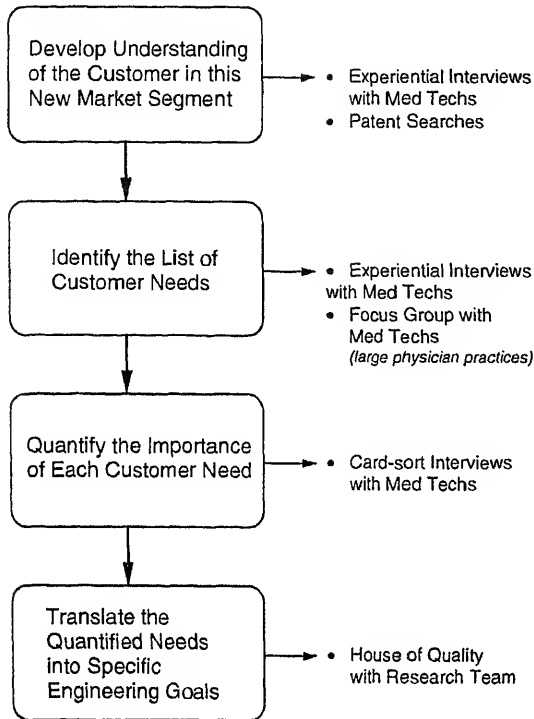 Develop Understanding
of the Customer in this
New Market Segment
• Experiential Interviews
with Med Techs
• Patent Searches
Identify the List of
Customer Needs
• Experiential Interviews
with Med Techs
• Focus Group with
Med Techs
(large physician practices)
Quantify the Importance
of Each Customer Need
• Card-sort Interviews
with Med Techs
Translate the
Quantified Needs
into Specific
Engineering Goals
• House of Quality
with Research Team